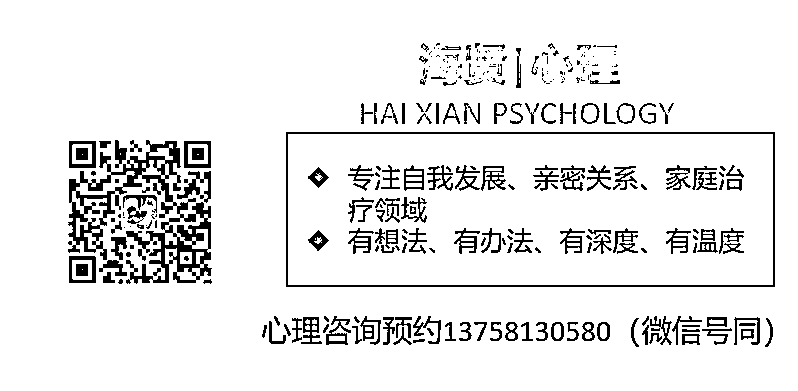 海贤|心理
HAI XIAN PSYCHOLOGY
专注自我发展、亲密关系、家庭治
疗领域
有想法、有办法、有深度、有温度
心理咨询预约13758130580（微信号同）